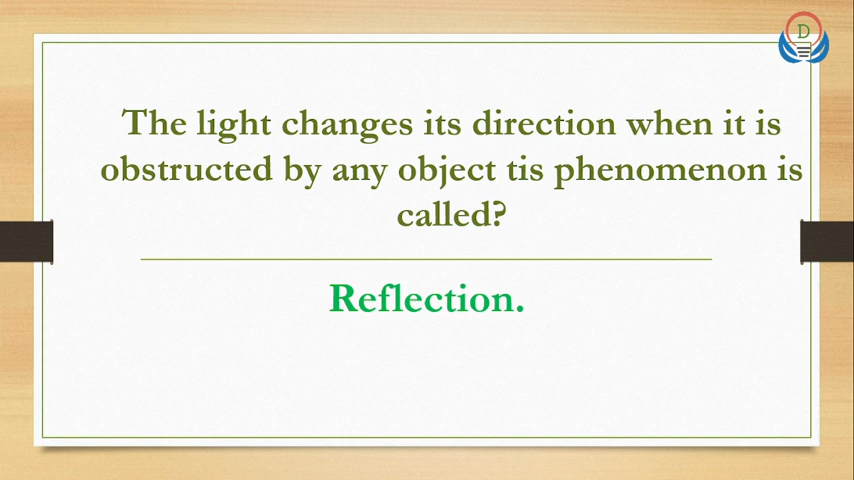 D
The light changes its direction when it is
obstructed by any object tis phenomenon is
called?
Reflection.